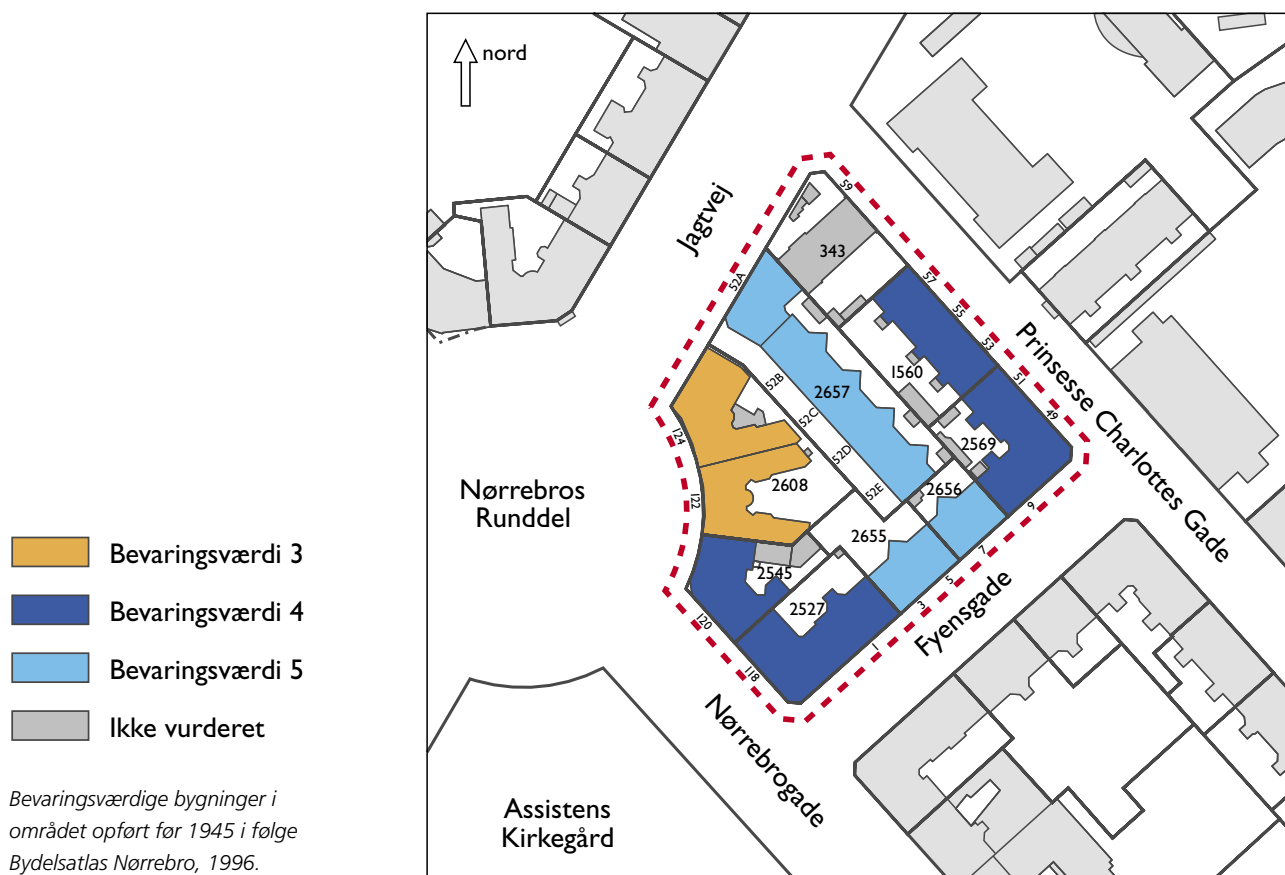 nord
Jagtvej
59
343
52A
57
55
53
Prinsesse Charlottes Gade
1560
51
49
52B
2657
52C
124
2569
52D
Nørrebros
Runddel
2608
122
52E
2656
9
2655
7
2545
5
Fyensgade
2527
3
120
1
118
Nørrebrogade
Assistens
Kirkegård
Bevaringsværdi 3
Bevaringsværdi 4
Bevaringsværdi 5
Ikke vurderet
Bevaringsværdige bygninger i
området opført før 1945 i følge
Bydelsatlas Nørrebro, 1996.